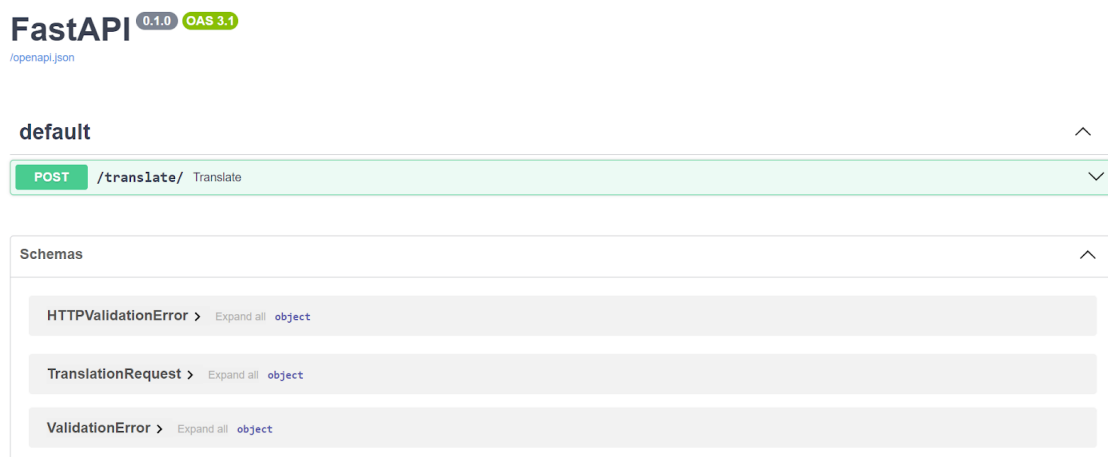 FastAPI 0.1.0 OAS 3.1
/openapi.json
default
POST /translate/ Translate
Schemas
HTTPValidationError Expand all object
TranslationRequest Expand all object
ValidationError Expand all object